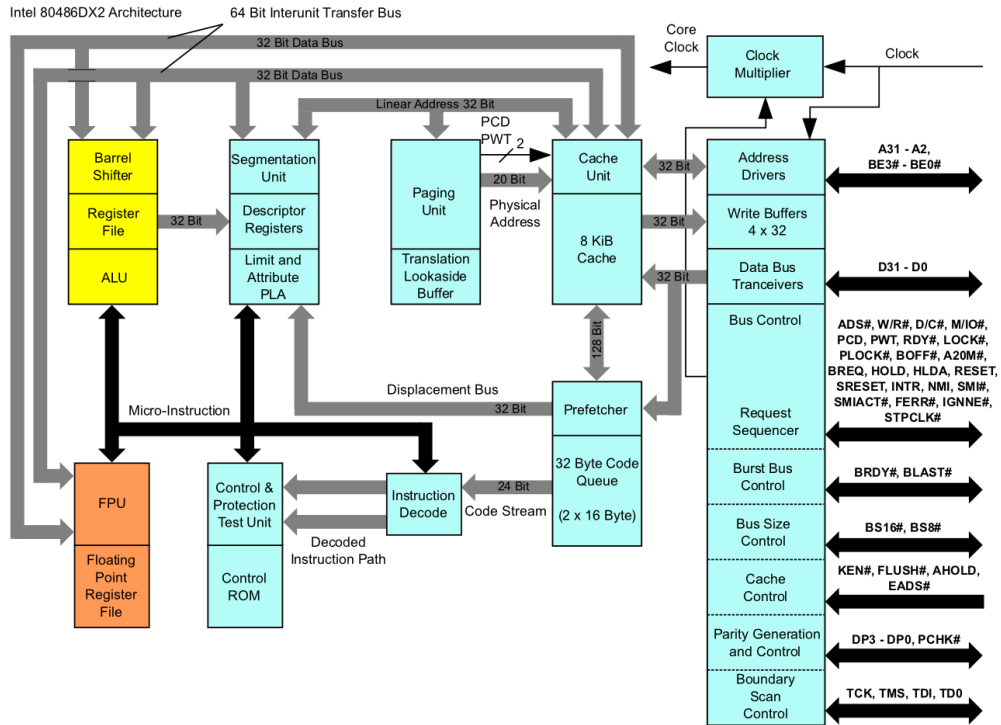 Intel 80486DX2 Architecture
64 Bit Interunit Transfer Bus
32 Bit Data Bus
32 Bit Data Bus
Linear Address 32 Bit
PCD
PWT
2
20 Bit
Physical
Address
Core
Clock
Clock
Multiplier
Clock
Barrel
Shifter
Register
File
ALU
32 Bit
Segmentation
Unit
Descriptor
Registers
Limit and
Attribute
PLA
Paging
Unit
Translation
Lookaside
Buffer
Cache
Unit
8 KiB
Cache
32 Bit
32 Bit
32 Bit
128 Bit
Address
Drivers
Write Buffers
4 x 32
Data Bus
Tranceivers
Bus Control
Request
Sequencer
Burst Bus
Control
Bus Size
Control
Cache
Control
Parity Generation
and Control
Boundary
Scan
Control
A31 - A2,
BE3# - BE0#
D31 - D0
ADS#, W/R#, D/C#, M/IO#,
PCD, PWT, RDY#, LOCK#,
PLOCK#, BOFF#, A20M#,
BREQ, HOLD, HLDA, RESET,
SRESET, INTR, NMI, SMI#,
SMIACT#, FERR#, IGNNE#,
STPCLK#
BRDY#, BLAST#
BS16#, BS8#
KEN#, FLUSH#, AHOLD,
EADS#
DP3 - DP0, PCHK#
TCK, TMS, TDI, TD0
Displacement Bus
32 Bit
Micro-Instruction
Prefetcher
32 Byte Code
Queue
(2 x 16 Byte)
24 Bit
Code Stream
Instruction
Decode
Decoded
Instruction Path
Control &
Protection
Test Unit
Control
ROM
FPU
Floating
Point
Register
File